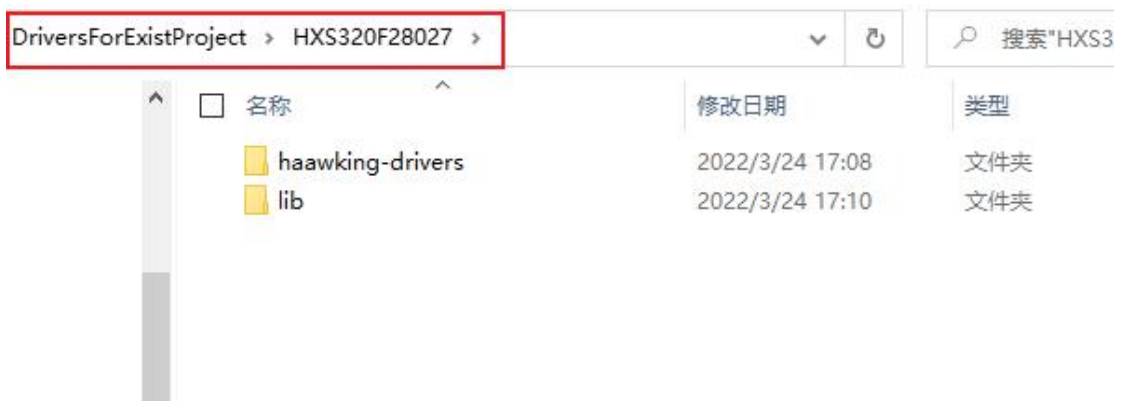 DriversForExistProject > HXS320F28027 >
搜索"HXS3
名称 修改日期 类型
haawking-drivers 2022/3/24 17:08 文件夹
lib 2022/3/24 17:10 文件夹